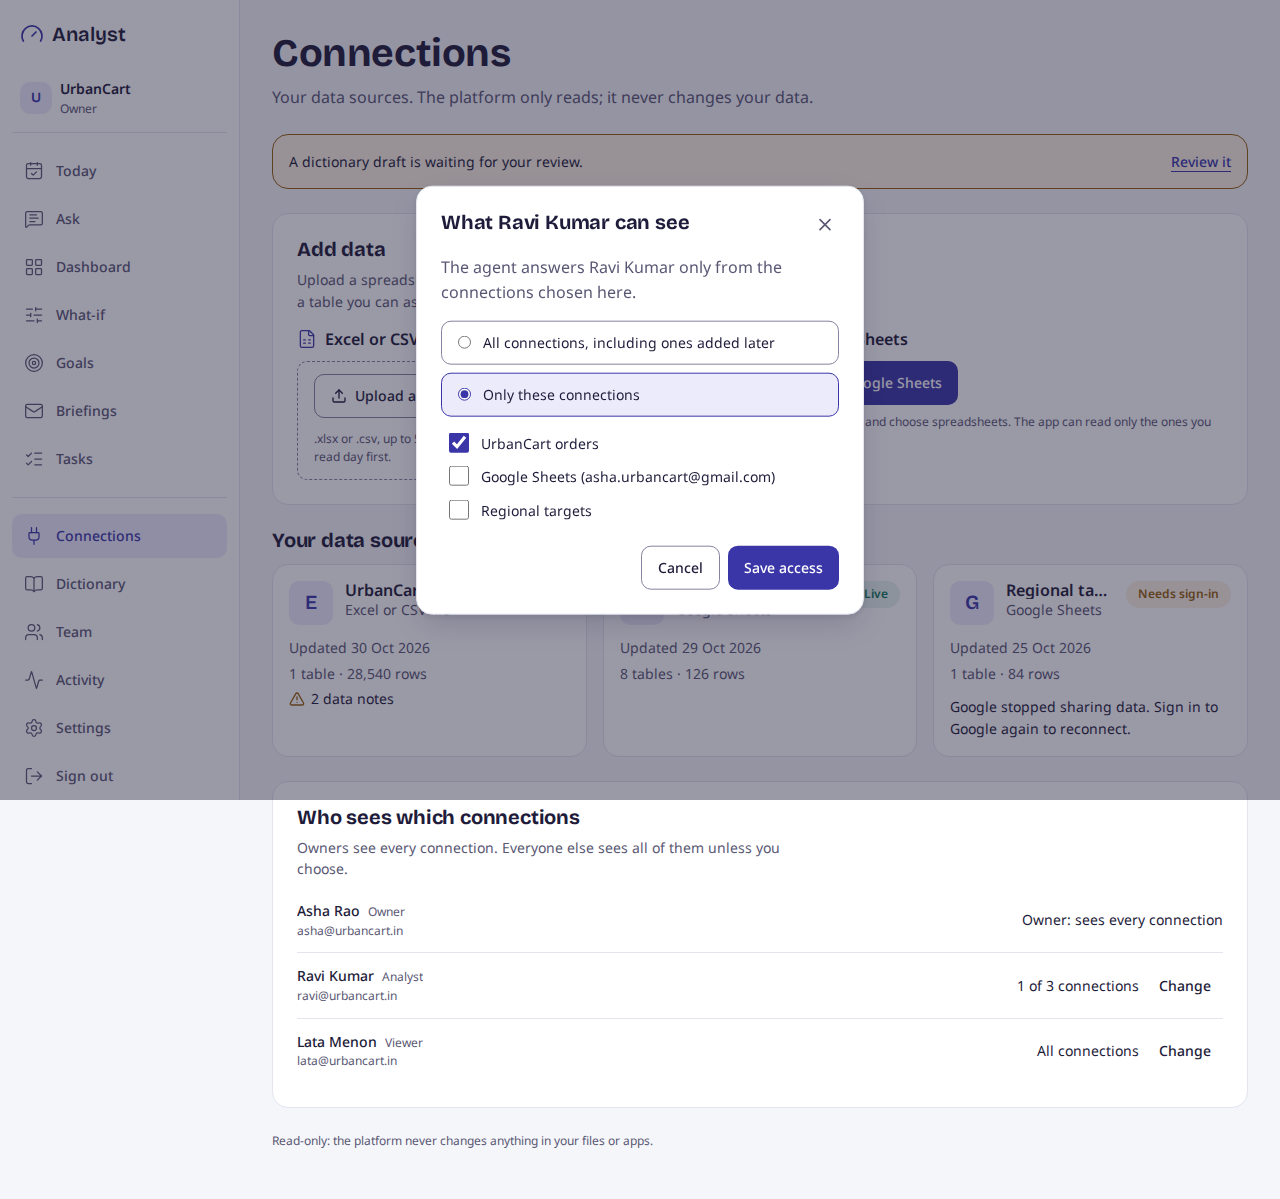 Analyst
U
UrbanCart
Owner
Today
Ask
Dashboard
What-if
Goals
Briefings
Tasks
Connections
Dictionary
Team
Activity
Settings
Sign out
Connections
Your data sources. The platform only reads; it never changes your data.
A dictionary draft is waiting for your review.
Review it
Add data
Upload a spreads
a table you can as
Excel or CSV
Upload a
.xlsx or .csv, up to
read day first.
heets
ogle Sheets
and choose spreadsheets. The app can read only the ones you
What Ravi Kumar can see
The agent answers Ravi Kumar only from the
connections chosen here.
All connections, including ones added later
Only these connections
UrbanCart orders
Google Sheets (asha.urbancart@gmail.com)
Regional targets
Cancel
Save access
Your data sour
E
UrbanCar
Excel or CS
Updated 30 Oct 2026
1 table · 28,540 rows
2 data notes
Live
Updated 29 Oct 2026
8 tables · 126 rows
G
Regional ta...
Google Sheets
Needs sign-in
Updated 25 Oct 2026
1 table · 84 rows
Google stopped sharing data. Sign in to
Google again to reconnect.
Who sees which connections
Owners see every connection. Everyone else sees all of them unless you
choose.
Asha Rao Owner
asha@urbancart.in
Owner: sees every connection
Ravi Kumar Analyst
ravi@urbancart.in
1 of 3 connections Change
Lata Menon Viewer
lata@urbancart.in
All connections Change
Read-only: the platform never changes anything in your files or apps.